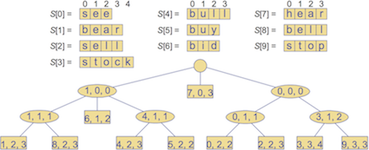 0 1 2 3 4
0 1 2 3
0 1 2 3
S[0] = s e e
S[4] = b u l l
S[7] = h e a r
S[1] = b e a r
S[5] = b u y
S[8] = b e l l
S[2] = s e l l
S[6] = b i d
S[9] = s t o p
S[3] = s t o c k
1, 0, 0
7, 0, 3
0, 0, 0
1, 1, 1
6, 1, 2
4, 1, 1
0, 1, 1
3, 1, 2
1, 2, 3
8, 2, 3
4, 2, 3
5, 2, 2
0, 2, 2
2, 2, 3
3, 3, 4
9, 3, 3